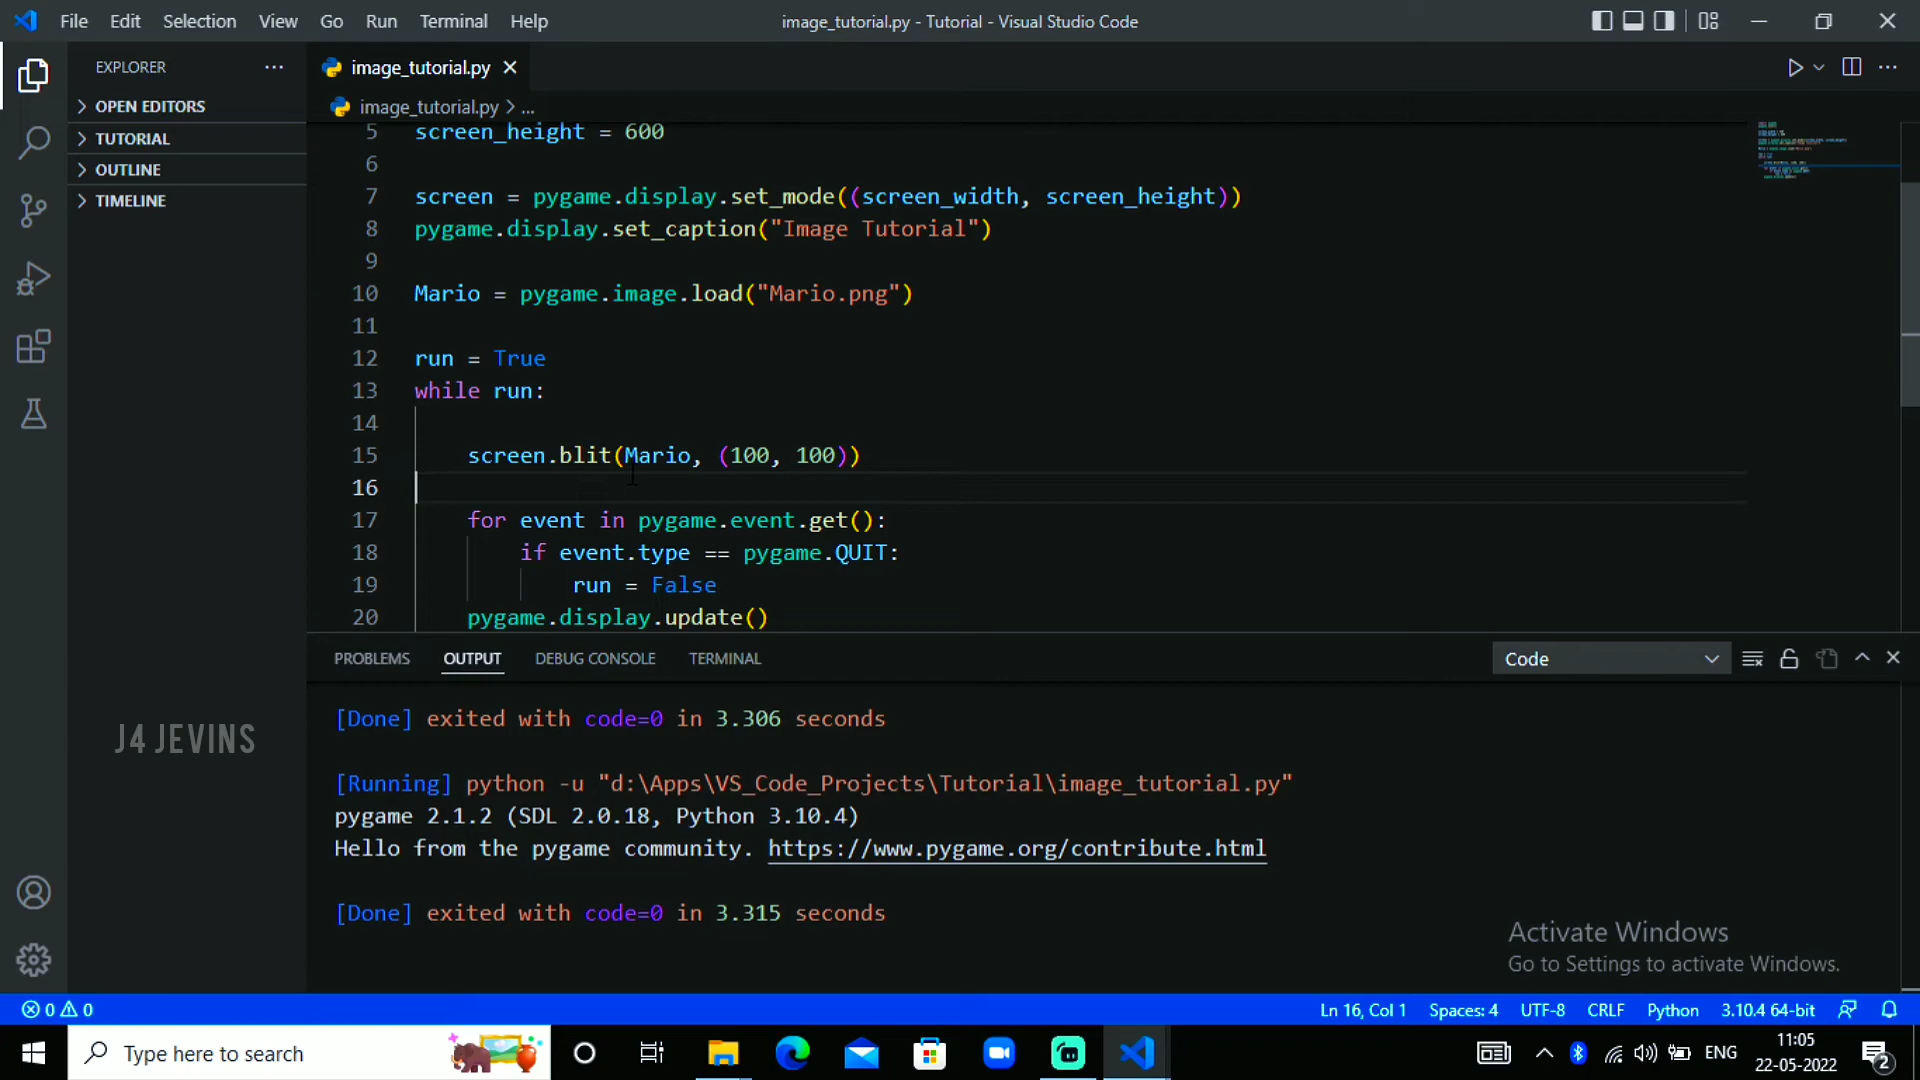 File Edit Selection View Go Run Terminal Help
image_tutorial.py - Tutorial - Visual Studio Code
EXPLORER
OPEN EDITORS
TUTORIAL
OUTLINE
TIMELINE
J4 JEVINS
image_tutorial.py
image_tutorial.py > ...
5 screen_height = 600
6
7 screen = pygame.display.set_mode((screen_width, screen_height))
8 pygame.display.set_caption("Image Tutorial")
9
10 Mario = pygame.image.load("Mario.png")
11
12 run = True
13 while run:
14
15 screen.blit(Mario, (100, 100))
16
17 for event in pygame.event.get():
18 if event.type == pygame.QUIT:
19 run = False
20 pygame.display.update()
PROBLEMS OUTPUT DEBUG CONSOLE TERMINAL
Code
[Done] exited with code=0 in 3.306 seconds
[Running] python -u "d:\Apps\VS_Code_Projects\Tutorial\image_tutorial.py"
pygame 2.1.2 (SDL 2.0.18, Python 3.10.4)
Hello from the pygame community. https://www.pygame.org/contribute.html
[Done] exited with code=0 in 3.315 seconds
Activate Windows
Go to Settings to activate Windows.
0 0
Ln 16, Col 1 Spaces: 4 UTF-8 CRLF Python 3.10.4 64-bit
Type here to search
ENG
11:05
22-05-2022
2